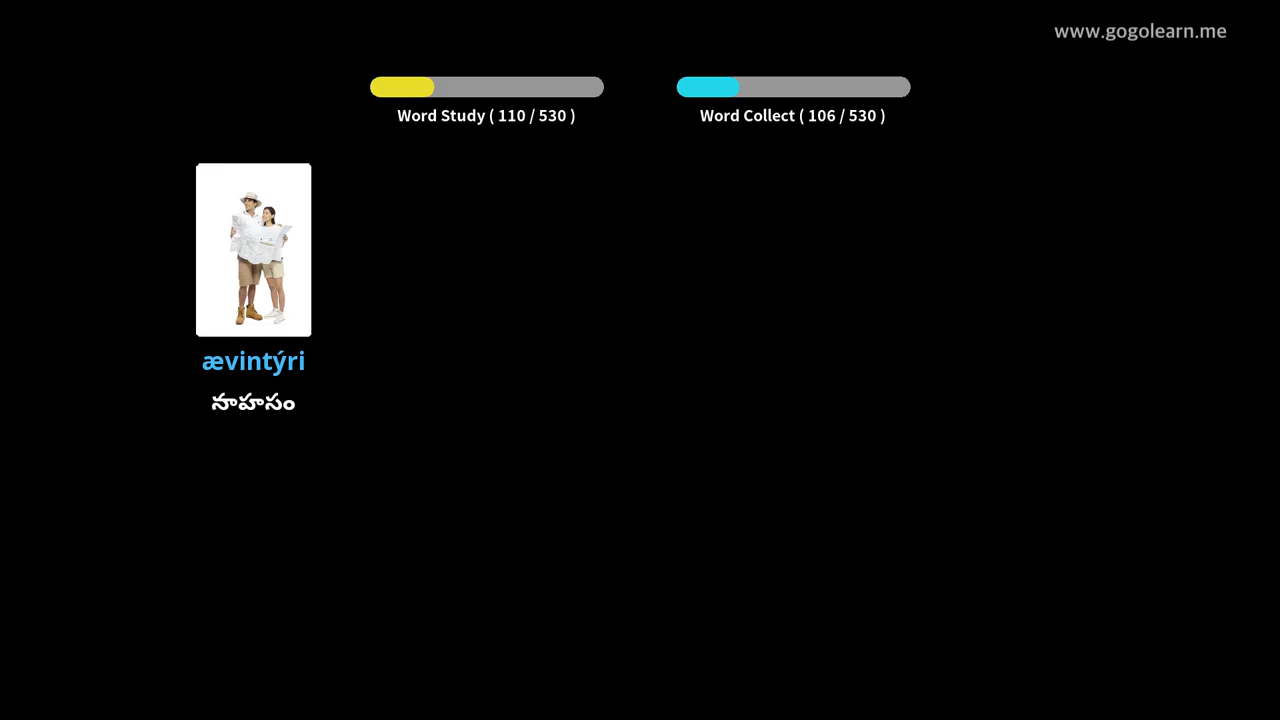 www.gogolearn.me
Word Study ( 110 / 530 )
Word Collect ( 106 / 530 )
ævintýri
సాహసం